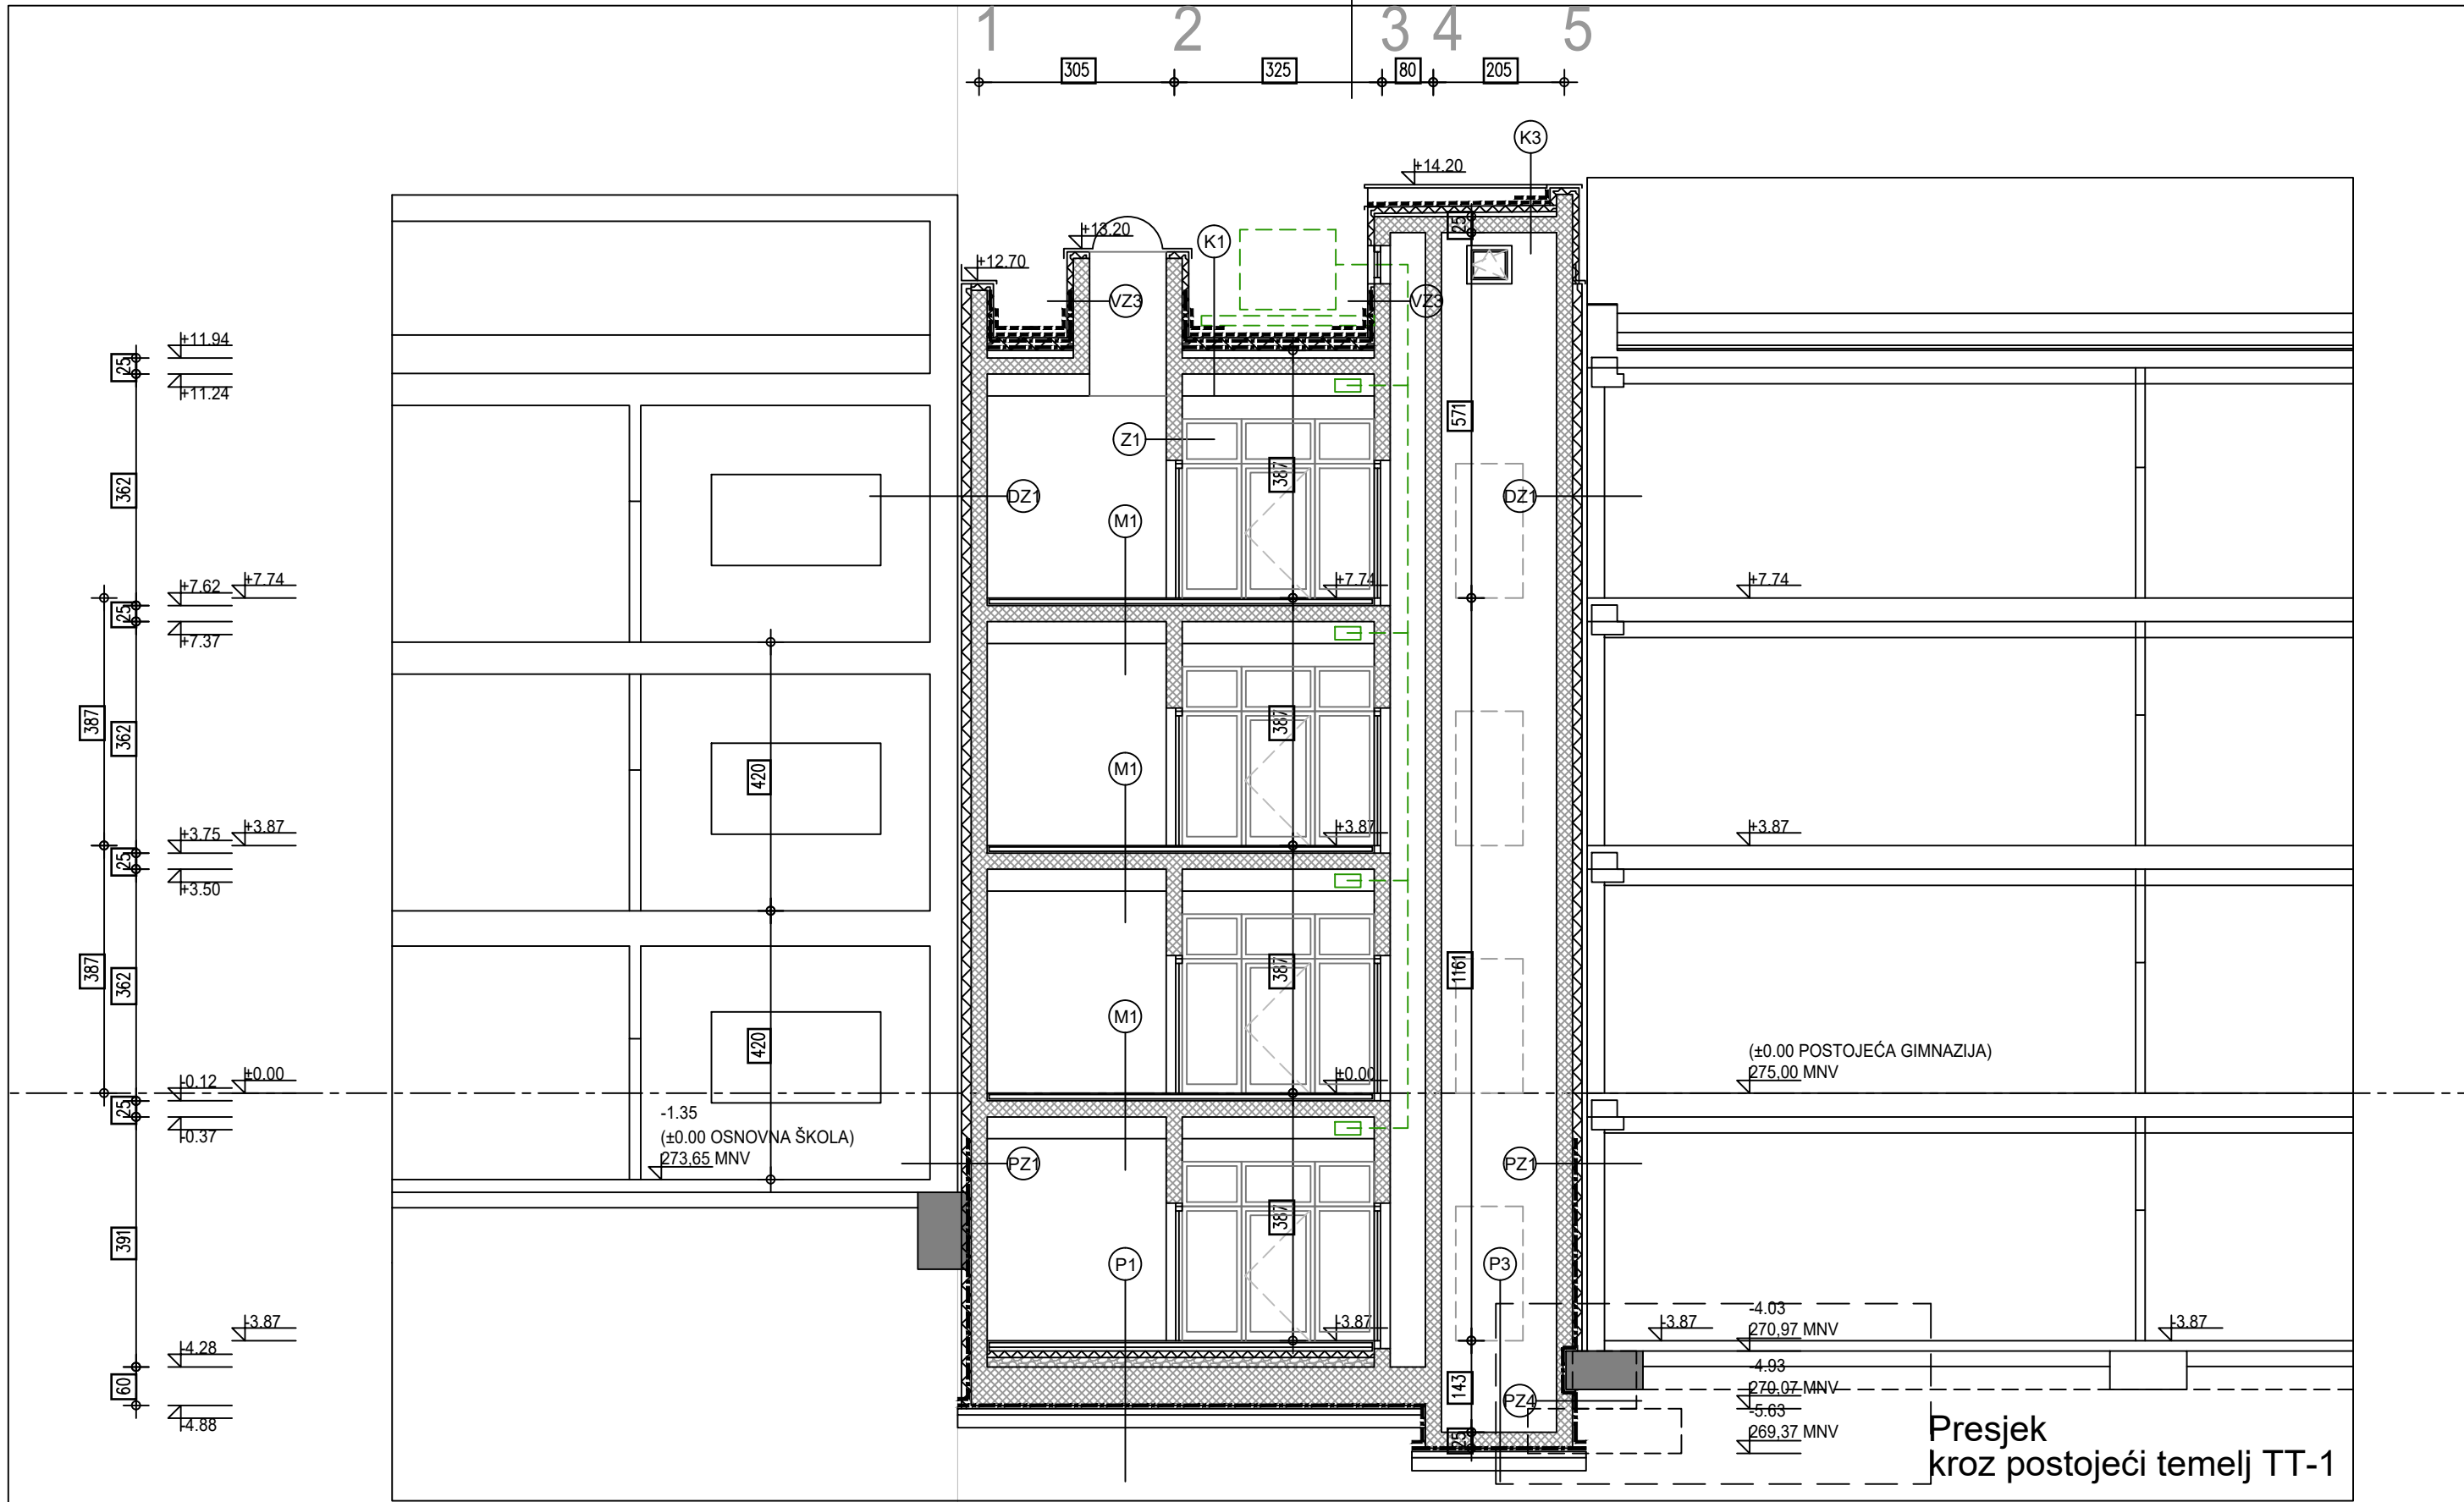 1 2 3 4 5
305 325 80 205
K3
+14.20
25
+13.20
K1
+12.70
VZ3 VZ3
+11.94
25
+11.24
571
Z1
387
362
DZ1 DZ1
M1
+7.62 +7.74 +7.74 +7.74
25
+7.37
387 362 387
420
M1
+3.75 +3.87 +3.87 +3.87
25
+3.50
387 362 387 1161
M1
420
(±0.00 POSTOJEĆA GIMNAZIJA)
275,00 MNV
-0.12 ±0.00 ±0.00
25
-0.37
-1.35
(±0.00 OSNOVNA ŠKOLA)
273,65 MNV
PZ1 PZ1
387
391
P1 P3
-3.87 -3.87 -3.87 -3.87
-4.03
270,97 MNV
-4.28
60
-4.88
143
-4.93
270,07 MNV
PZ4
-5.63
269,37 MNV
25
Presjek
kroz postojeći temelj TT-1